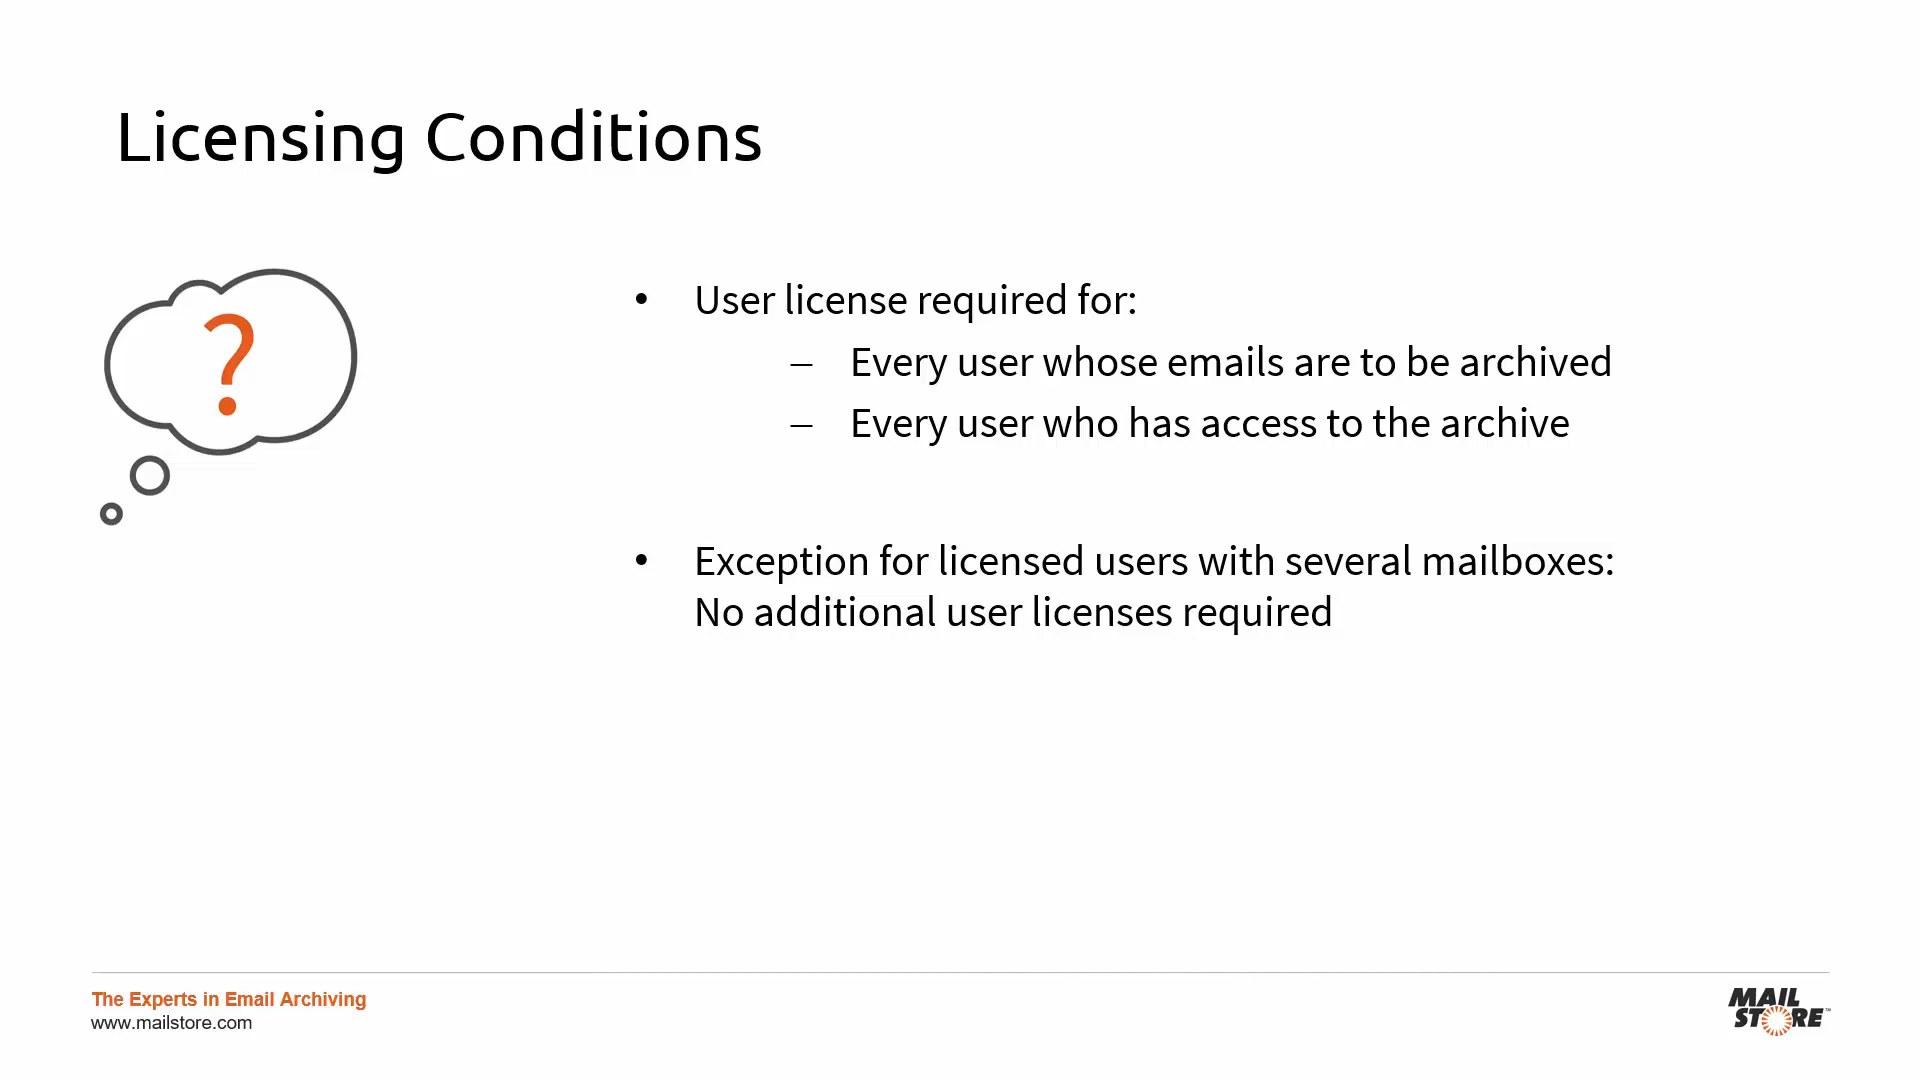 Licensing Conditions
?
• User license required for:
– Every user whose emails are to be archived
– Every user who has access to the archive
• Exception for licensed users with several mailboxes:
No additional user licenses required
The Experts in Email Archiving
www.mailstore.com
MAIL
STORE™